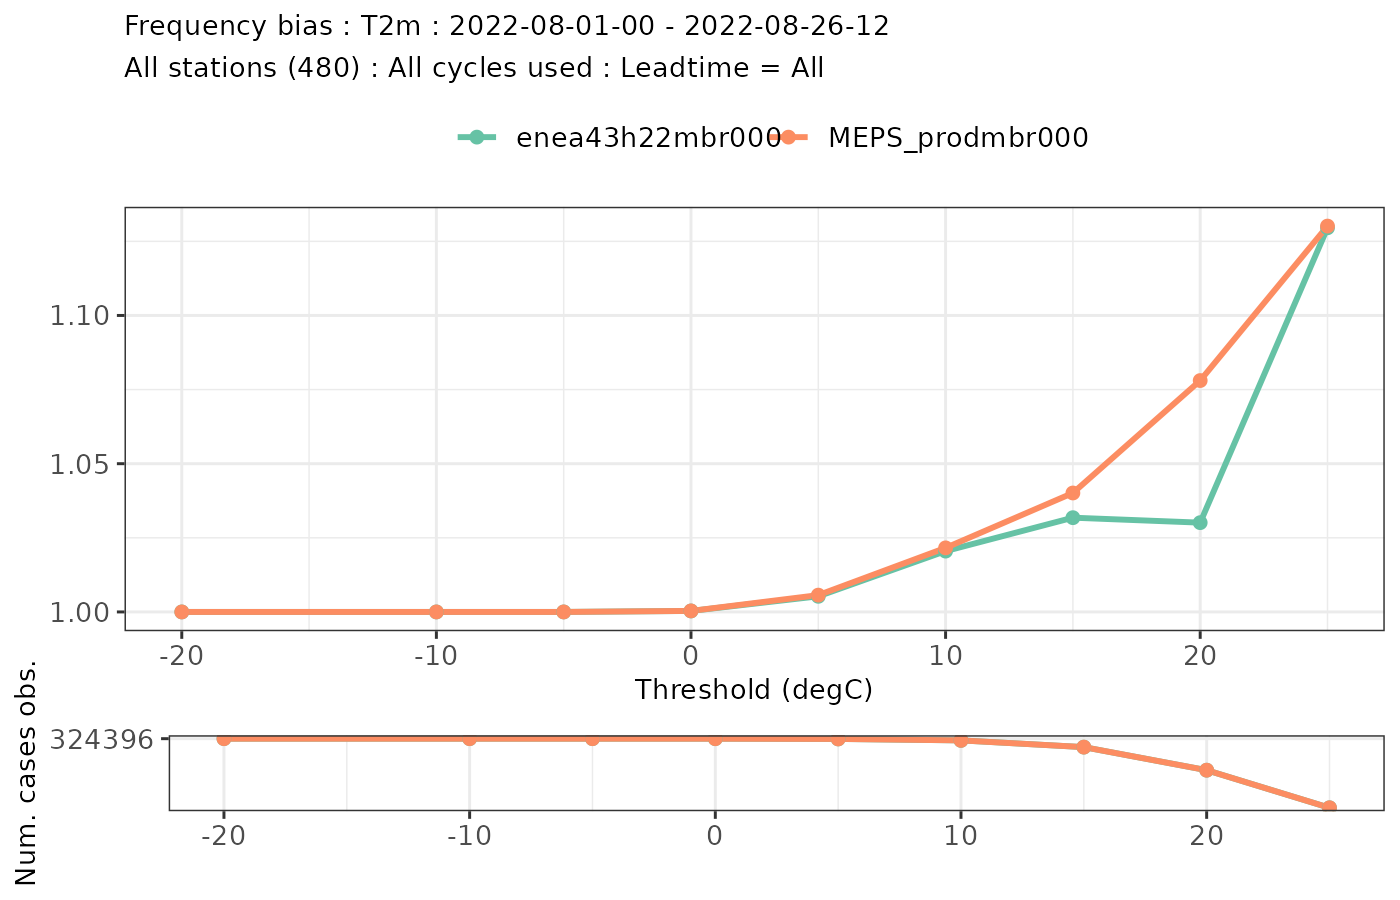 Frequency bias : T2m : 2022-08-01-00 - 2022-08-26-12
All stations (480) : All cycles used : Leadtime = All
enea43h22mbr000 MEPS_prodmbr000
1.10
1.05
1.00
-20 -10 0 10 20
Threshold (degC)
Num. cases obs.
324396
-20 -10 0 10 20